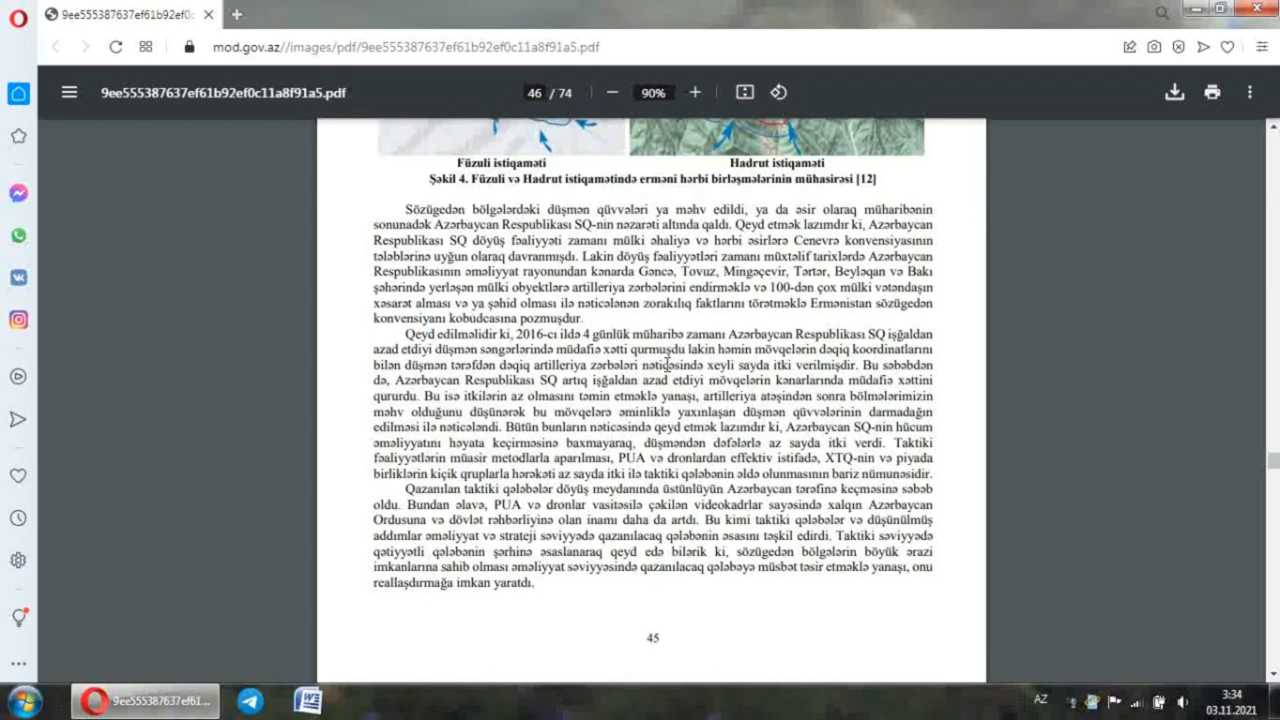 9ee555387637ef61b92ef0c
mod.gov.az//images/pdf/9ee555387637ef61b92ef0c11a8f91a5.pdf
9ee555387637ef61b92ef0c11a8f91a5.pdf
46 / 74
90%
Füzuli istiqaməti
Hadrut istiqaməti
Şəkil 4. Füzuli və Hadrut istiqamətində erməni hərbi birləşmələrinin mühasirəsi [12]
Sözügedən bölgələrdəki düşmən qüvvələri ya məhv edildi, ya da əsir olaraq müharibənin
sonunadək Azərbaycan Respublikası SQ-nin nəzarəti altında qaldı. Qeyd etmək lazımdır ki, Azərbaycan
Respublikası SQ döyüş fəaliyyəti zamanı mülki əhaliyə və hərbi əsirlərə Cenevrə konvensiyasının
tələblərinə uyğun olaraq davranmışdı. Lakin döyüş fəaliyyətləri zamanı müxtəlif tarixlərdə Azərbaycan
Respublikasının əməliyyat rayonundan kənarda Gəncə, Tovuz, Mingəçevir, Tərtər, Beyləqan və Bakı
şəhərində yerləşən mülki obyektlərə artilleriya zərbələrini endirməklə və 100-dən çox mülki vətəndaşın
xəsarət alması və ya şəhid olması ilə nəticələnən zorakılıq faktlarını törətməklə Ermənistan sözügedən
konvensiyanı kobudcasına pozmuşdur.
Qeyd edilməlidir ki, 2016-cı ildə 4 günlük müharibə zamanı Azərbaycan Respublikası SQ işğaldan
azad etdiyi düşmən səngərlərində müdafiə xətti qurmuşdu lakin həmin mövqelərin dəqiq koordinatlarını
bilən düşmən tərəfdən dəqiq artilleriya zərbələri nəticəsində xeyli sayda itki verilmişdir. Bu səbəbdən
də, Azərbaycan Respublikası SQ artıq işğaldan azad etdiyi mövqelərin kənarlarında müdafiə xəttini
qururdu. Bu isə itkilərin az olmasını təmin etməklə yanaşı, artilleriya atəşindən sonra bölmələrimizin
məhv olduğunu düşünərək bu mövqelərə əminliklə yaxınlaşan düşmən qüvvələrinin darmadağın
edilməsi ilə nəticələndi. Bütün bunların nəticəsində qeyd etmək lazımdır ki, Azərbaycan SQ-nin hücum
əməliyyatını həyata keçirməsinə baxmayaraq, düşməndən dəfələrlə az sayda itki verdi. Taktiki
fəaliyyətlərin müasir metodlarla aparılması, PUA və dronlardan effektiv istifadə, XTQ-nin və piyada
birliklərin kiçik qruplarla hərəkəti az sayda itki ilə taktiki qələbənin əldə olunmasının bariz nümunəsidir.
Qazanılan taktiki qələbələr döyüş meydanında üstünlüyün Azərbaycan tərəfinə keçməsinə səbəb
oldu. Bundan əlavə, PUA və dronlar vasitəsilə çəkilən videokadrlar sayəsində xalqın Azərbaycan
Ordusuna və dövlət rəhbərliyinə olan inamı daha da artdı. Bu kimi taktiki qələbələr və düşünülmüş
addımlar əməliyyat və strateji səviyyədə qazanılacaq qələbənin əsasını təşkil edirdi. Taktiki səviyyədə
qətiyyətli qələbənin şərhinə əsaslanaraq qeyd edə bilərik ki, sözügedən bölgələrin böyük ərazi
imkanlarına sahib olması əməliyyat səviyyəsində qazanılacaq qələbəyə müsbət təsir etməklə yanaşı, onu
reallaşdırmağa imkan yaratdı.
45
9ee555387637ef61...
AZ
3:34
03.11.2021